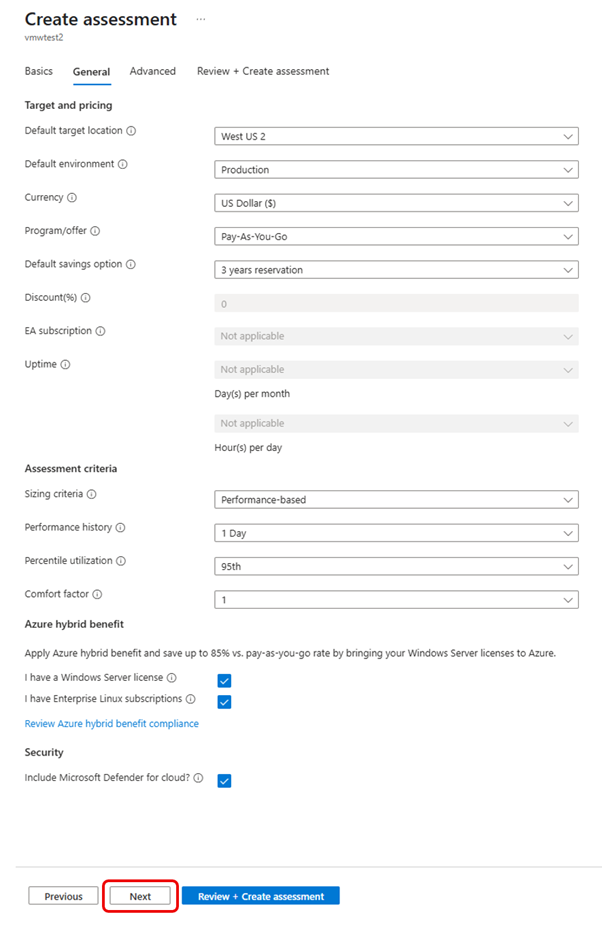 Create assessment ...
vmwtest2
Basics General Advanced Review + Create assessment
Target and pricing
Default target location West US 2
Default environment Production
Currency US Dollar ($)
Program/offer Pay-As-You-Go
Default savings option 3 years reservation
Discount(%) 0
EA subscription Not applicable
Uptime Not applicable
Day(s) per month
Not applicable
Hour(s) per day
Assessment criteria
Sizing criteria Performance-based
Performance history 1 Day
Percentile utilization 95th
Comfort factor 1
Azure hybrid benefit
Apply Azure hybrid benefit and save up to 85% vs. pay-as-you-go rate by bringing your Windows Server licenses to Azure.
I have a Windows Server license
I have Enterprise Linux subscriptions
Review Azure hybrid benefit compliance
Security
Include Microsoft Defender for cloud?
Previous Next Review + Create assessment